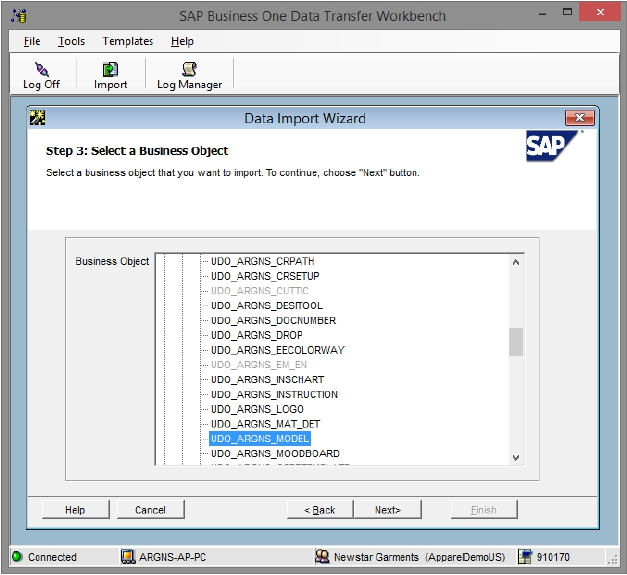 SAP Business One Data Transfer Workbench
File Tools Templates Help
Log Off Import Log Manager
Data Import Wizard
Step 3: Select a Business Object
SAP
Select a business object that you want to import. To continue, choose "Next" button.
Business Object
UDO_ARGNS_CRPATH
UDO_ARGNS_CRSETUP
UDO_ARGNS_CUTTIC
UDO_ARGNS_DESITOOL
UDO_ARGNS_DOCNUMBER
UDO_ARGNS_DROP
UDO_ARGNS_EECOLORWAY
UDO_ARGNS_EM_EN
UDO_ARGNS_INSCHART
UDO_ARGNS_INSTRUCTION
UDO_ARGNS_LOGO
UDO_ARGNS_MAT_DET
UDO_ARGNS_MODEL
UDO_ARGNS_MOODBOARD
Help Cancel < Back Next> Finish
Connected ARGNS-AP-PC Newstar Garments (ApparelDemoUS) 910170